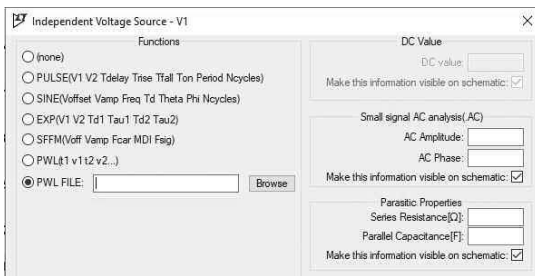 Independent Voltage Source - V1
Functions
(none)
PULSE(V1 V2 Tdelay Trise Tfall Ton Period Ncycles)
SINE(Voffset Vamp Freq Td Theta Phi Ncycles)
EXP(V1 V2 Td1 Tau1 Td2 Tau2)
SFFM(Voff Vamp Fcar MDI Fsig)
PWL(t1 v1 t2 v2...)
PWL FILE:
Browse
DC Value
DC value:
Make this information visible on schematic:
Small signal AC analysis(.AC)
AC Amplitude:
AC Phase:
Make this information visible on schematic:
Parasitic Properties
Series Resistance[Ω]:
Parallel Capacitance[F]:
Make this information visible on schematic: